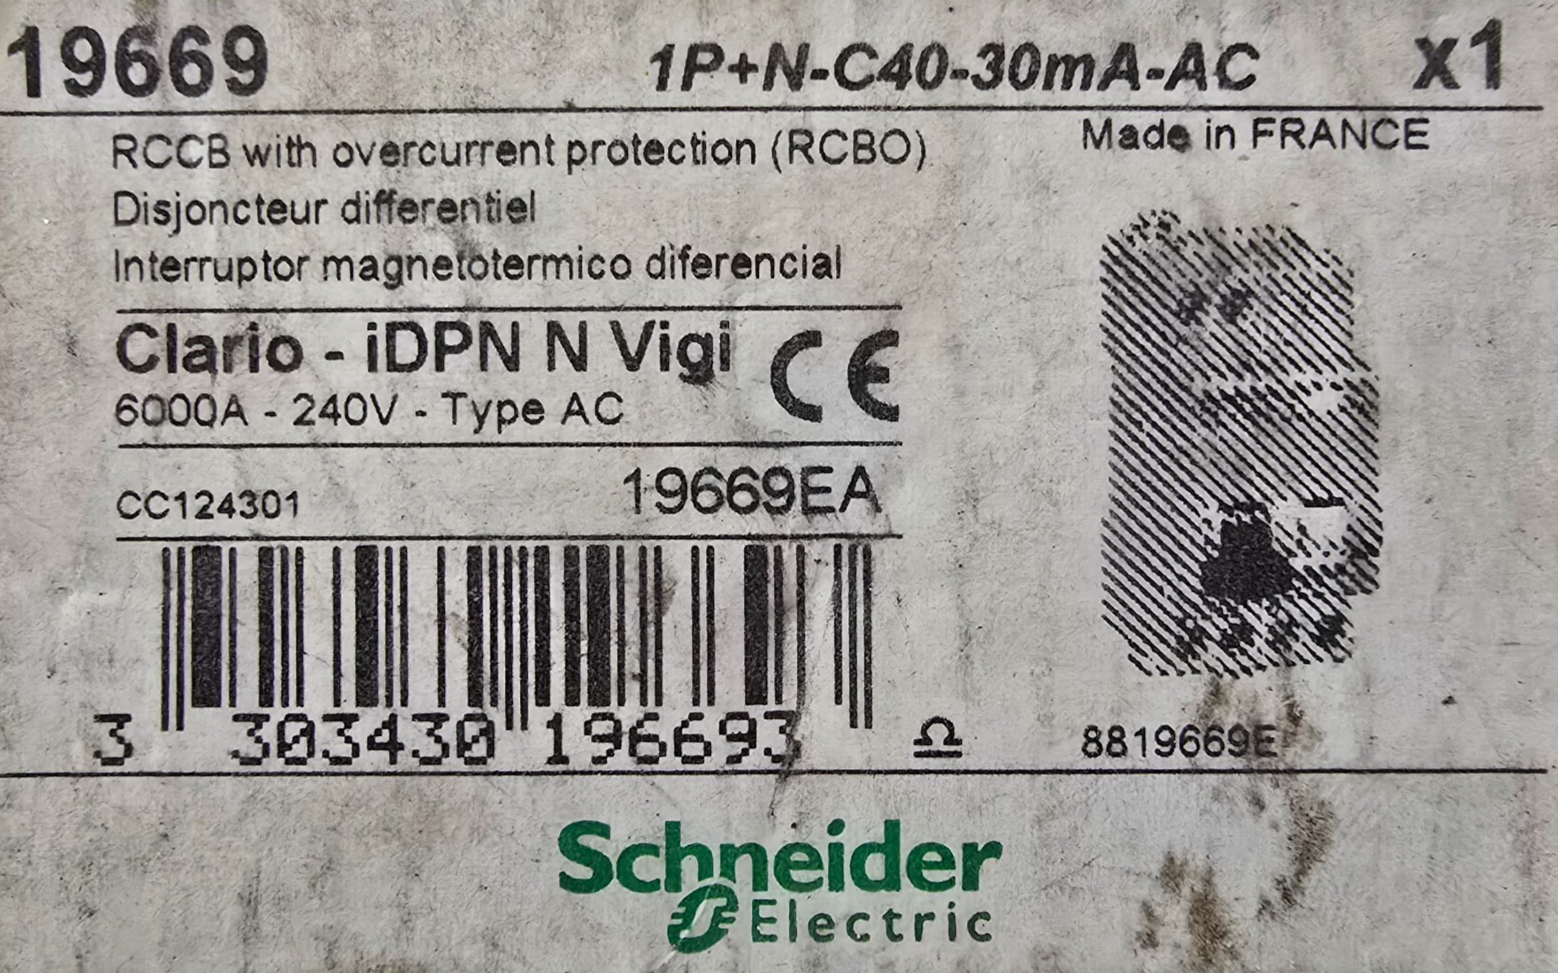 19669 1P+N-C40-30mA-AC x1
RCCB with overcurrent protection (RCBO) Made in FRANCE
Disjoncteur differentiel
Interruptor magnetotermico diferencial
Clario - iDPN N Vigi CE
6000A - 240V - Type AC
CC124301 19669EA
3 303430 196693 ♎ 8819669E
Schneider
Electric